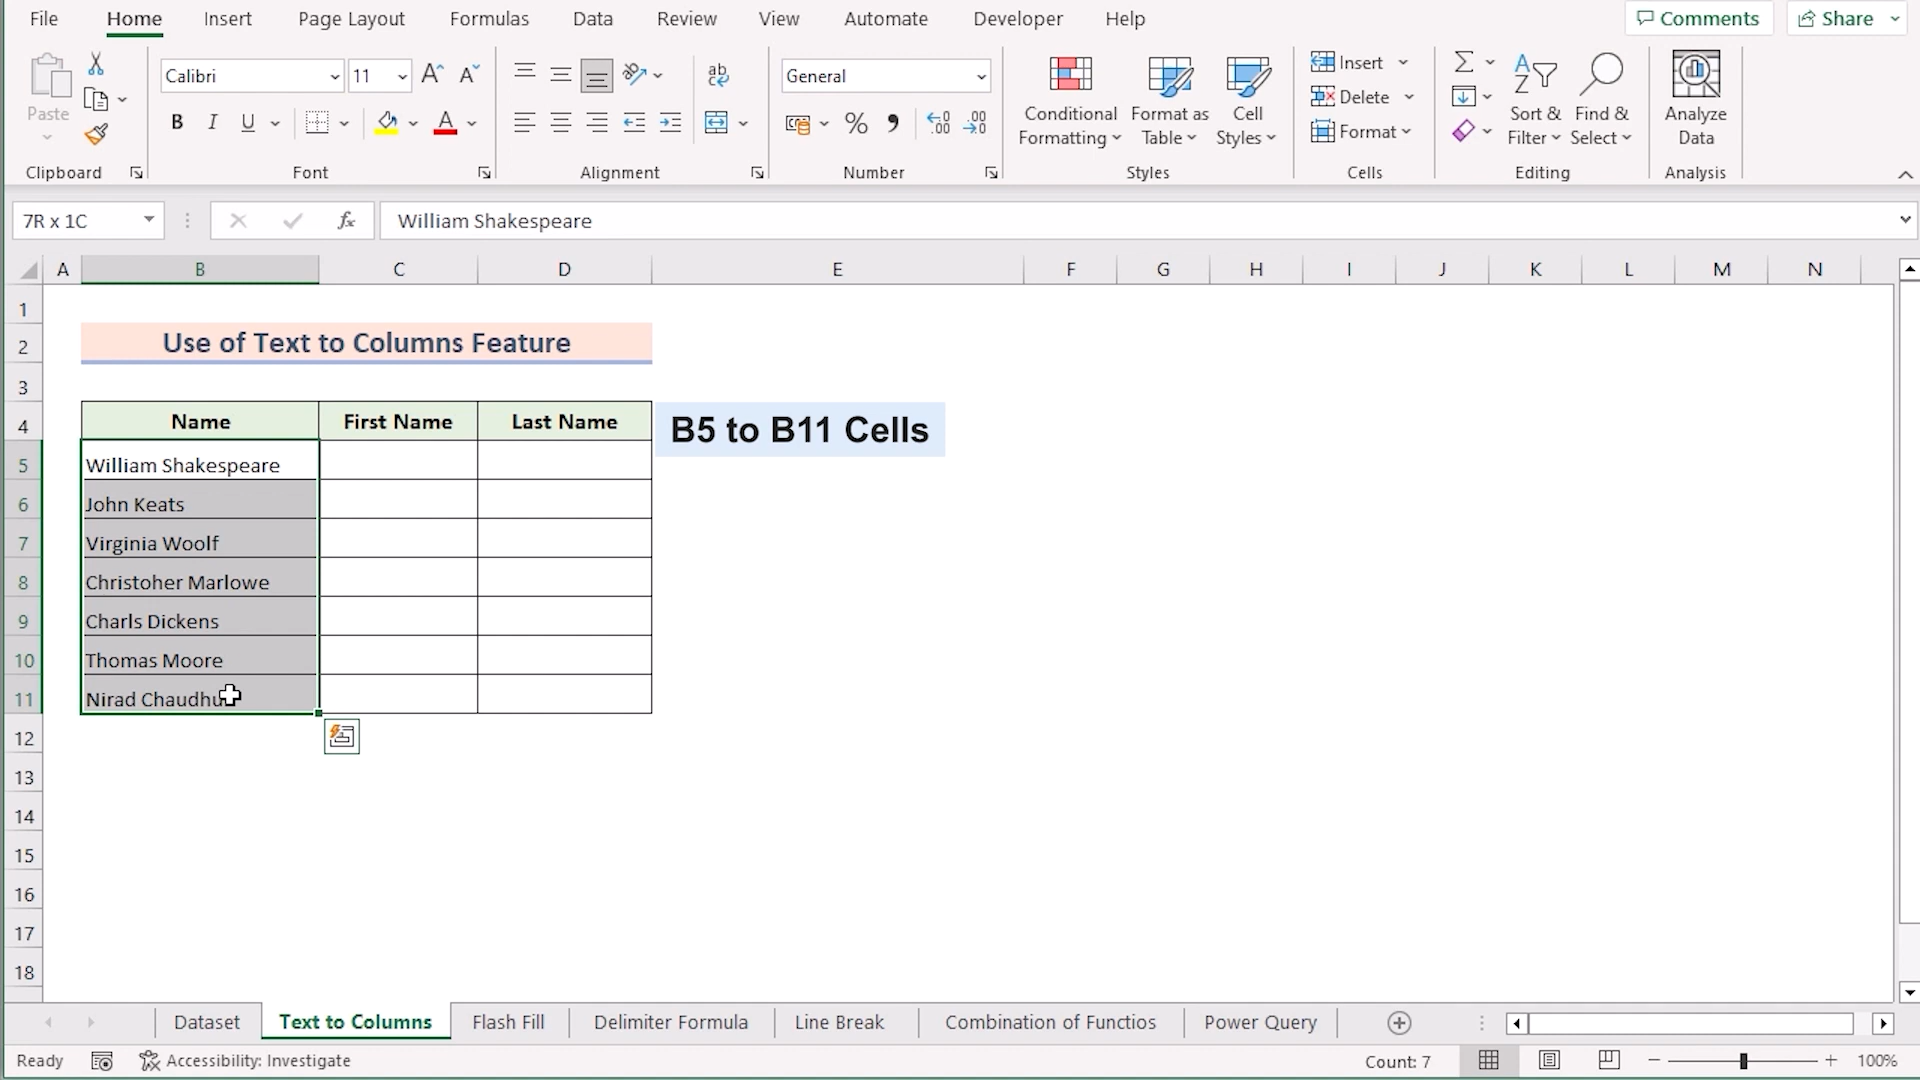 File Home Insert Page Layout Formulas Data Review View Automate Developer Help Comments Share
Paste
Clipboard
Calibri 11
B I U
Font
ab
Alignment
General
% 9
Number
Conditional Formatting
Format as Table
Cell Styles
Styles
Insert
Delete
Format
Cells
Sort & Filter
Find & Select
Editing
Analyze Data
Analysis
7R x 1C fx William Shakespeare
A B C D E F G H I J K L M N
1
2 Use of Text to Columns Feature
3
4 Name First Name Last Name B5 to B11 Cells
5 William Shakespeare
6 John Keats
7 Virginia Woolf
8 Christoher Marlowe
9 Charls Dickens
10 Thomas Moore
11 Nirad
12
13
14
15
16
17
18
Dataset Text to Columns Flash Fill Delimiter Formula Line Break Combination of Functios Power Query
Ready Accessibility: Investigate Count: 7 100%